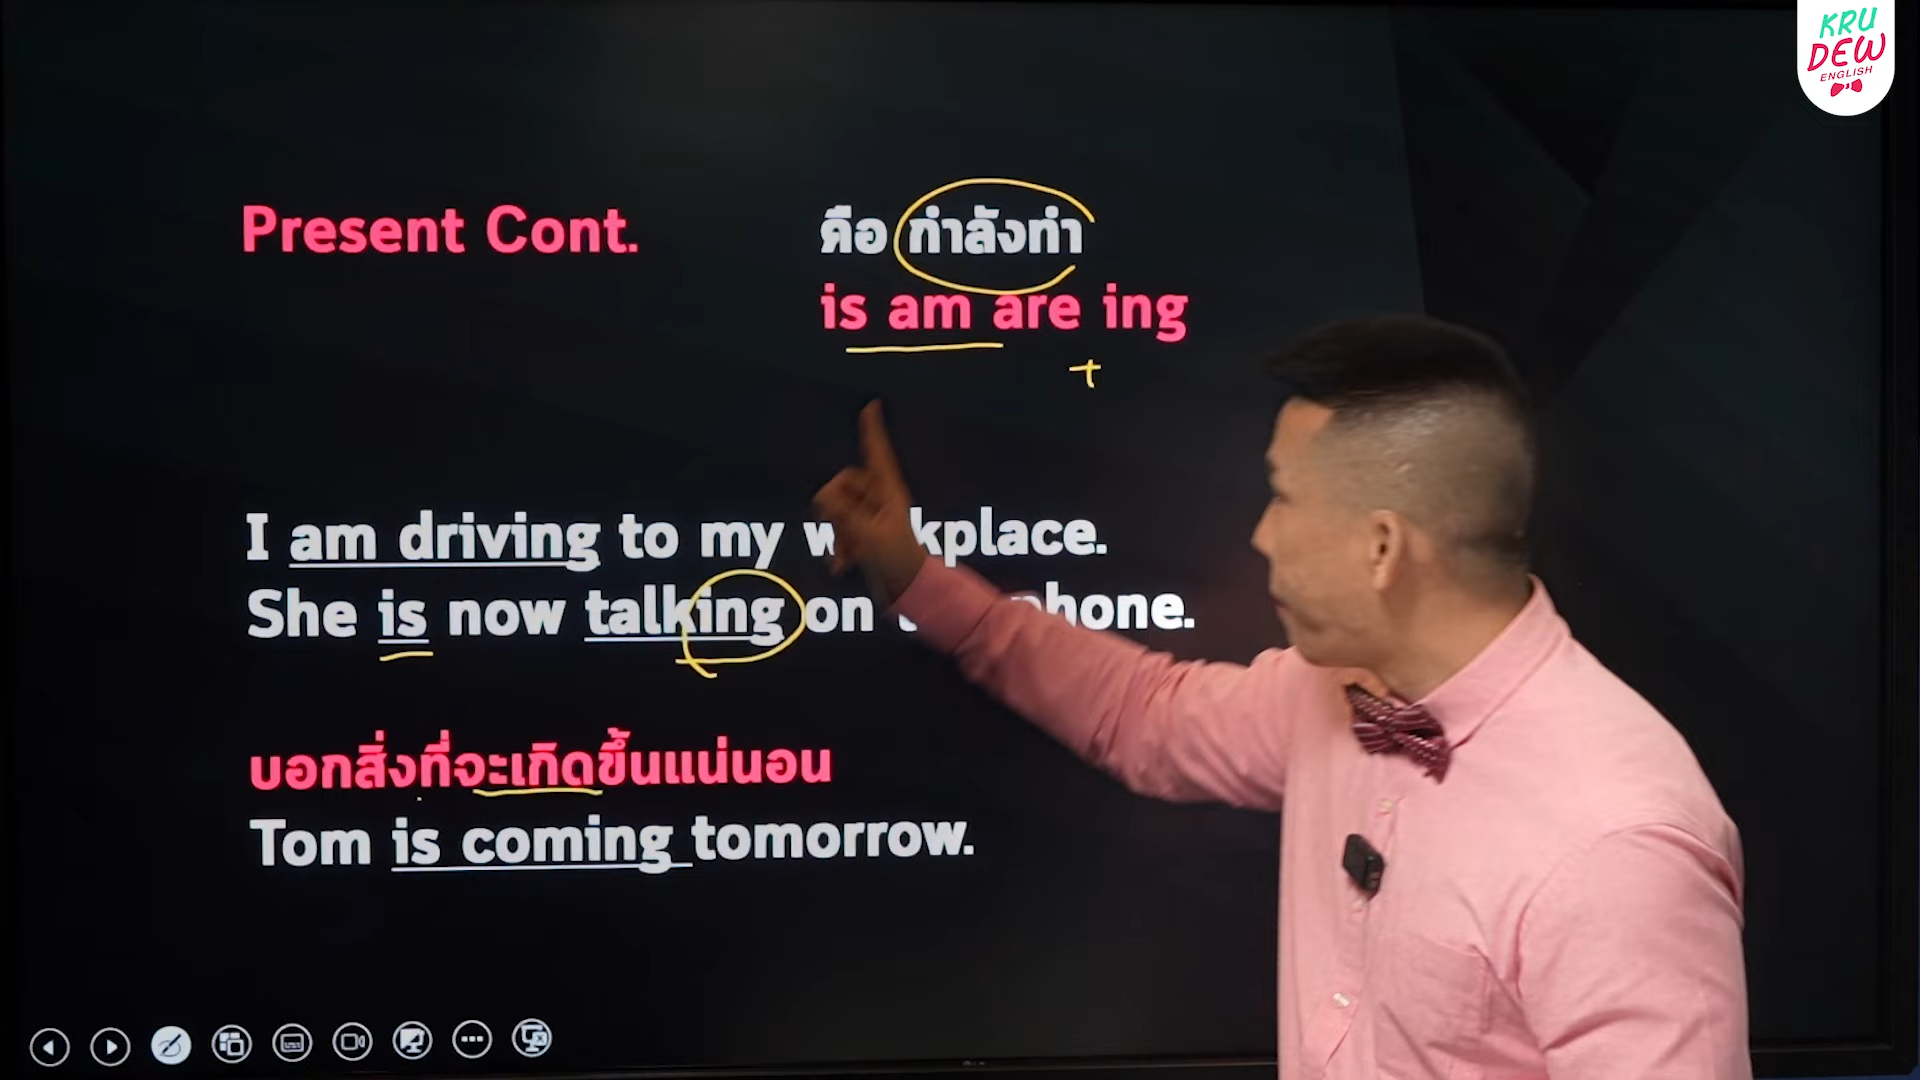 KRU
DEW
ENGLISH
Present Cont.
คือ กำลังทำ
is am are ing
+
I am driving to my workplace.
She is now talking on phone.
บอกสิ่งที่จะเกิดขึ้นแน่นอน
Tom is coming tomorrow.